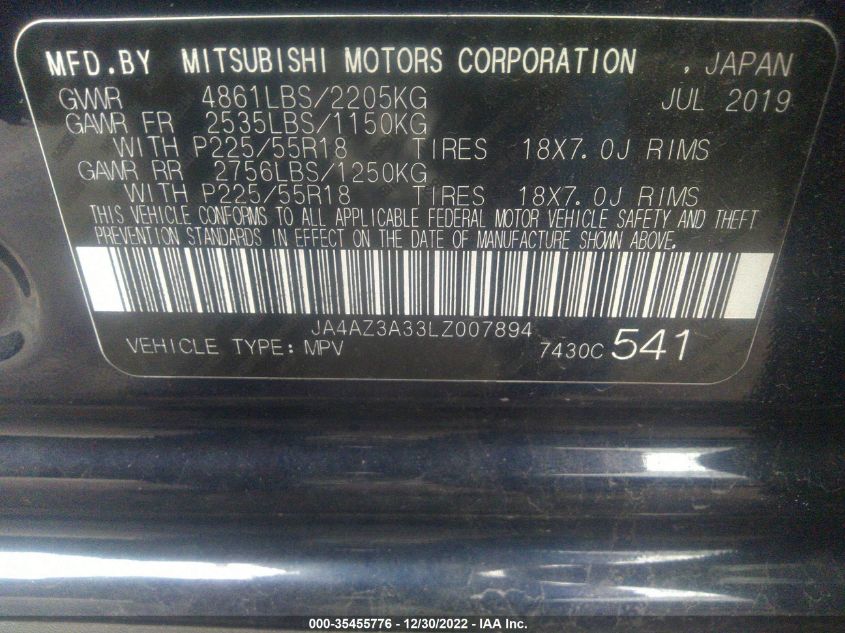 MFD.BY MITSUBISHI MOTORS CORPORATION , JAPAN
GVWR 4861LBS/2205KG JUL 2019
GAWR FR 2535LBS/1150KG
WITH P225/55R18 TIRES 18X7.0J RIMS
GAWR RR 2756LBS/1250KG
WITH P225/55R18 TIRES 18X7.0J RIMS
THIS VEHICLE CONFORMS TO ALL APPLICABLE FEDERAL MOTOR VEHICLE SAFETY AND THEFT
PREVENTION STANDARDS IN EFFECT ON THE DATE OF MANUFACTURE SHOWN ABOVE.
JA4AZ3A33LZ007894
VEHICLE TYPE: MPV 7430C 541
000-35455776 - 12/30/2022 - IAA Inc.